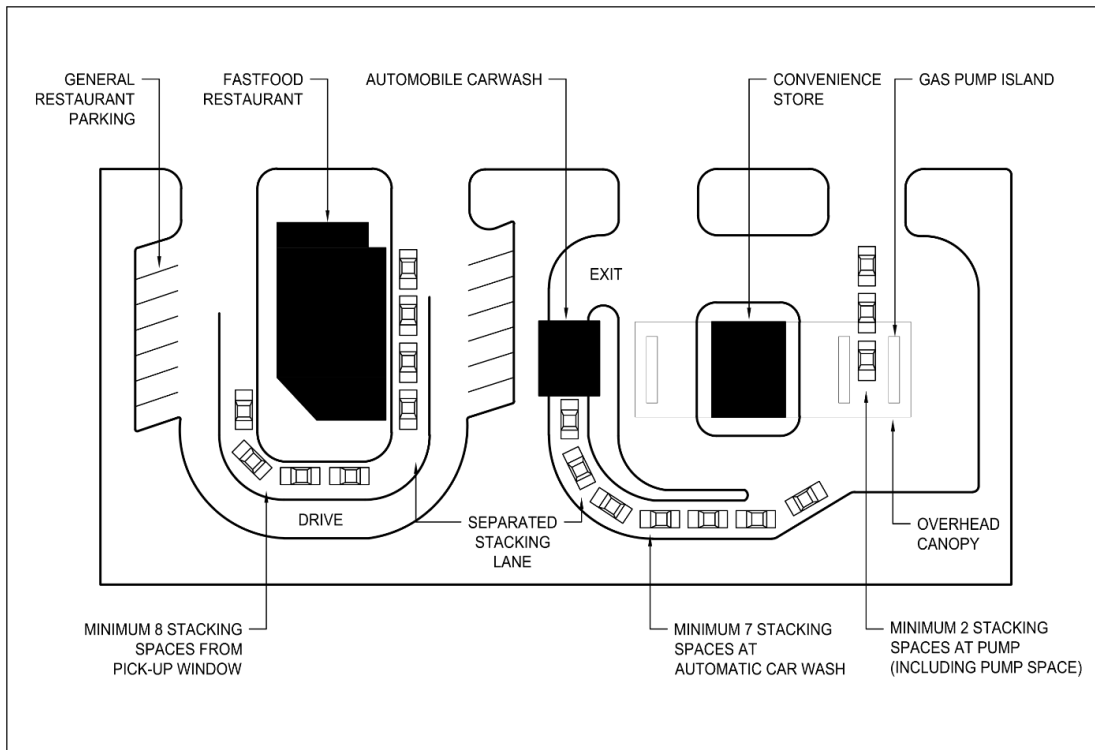 GENERAL
RESTAURANT
PARKING
FASTFOOD
RESTAURANT
AUTOMOBILE CARWASH
CONVENIENCE
STORE
GAS PUMP ISLAND
EXIT
DRIVE
SEPARATED
STACKING
LANE
OVERHEAD
CANOPY
MINIMUM 8 STACKING
SPACES FROM
PICK-UP WINDOW
MINIMUM 7 STACKING
SPACES AT
AUTOMATIC CAR WASH
MINIMUM 2 STACKING
SPACES AT PUMP
(INCLUDING PUMP SPACE)